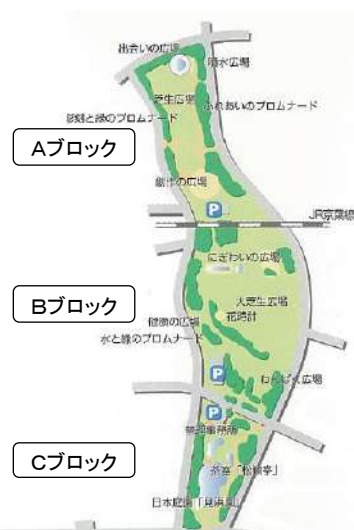 出会いの広場
噴水広場
芝生広場
ふれあいのプロムナード
彫刻と緑のプロムナード
Aブロック
創作の広場
P
JR京葉線
にぎわいの広場
Bブロック
大芝生広場
花時計
健康の広場
水と緑のプロムナード
P
わんぱく広場
P
Cブロック
茶室「松籟亭」
日本庭園「見浜園」